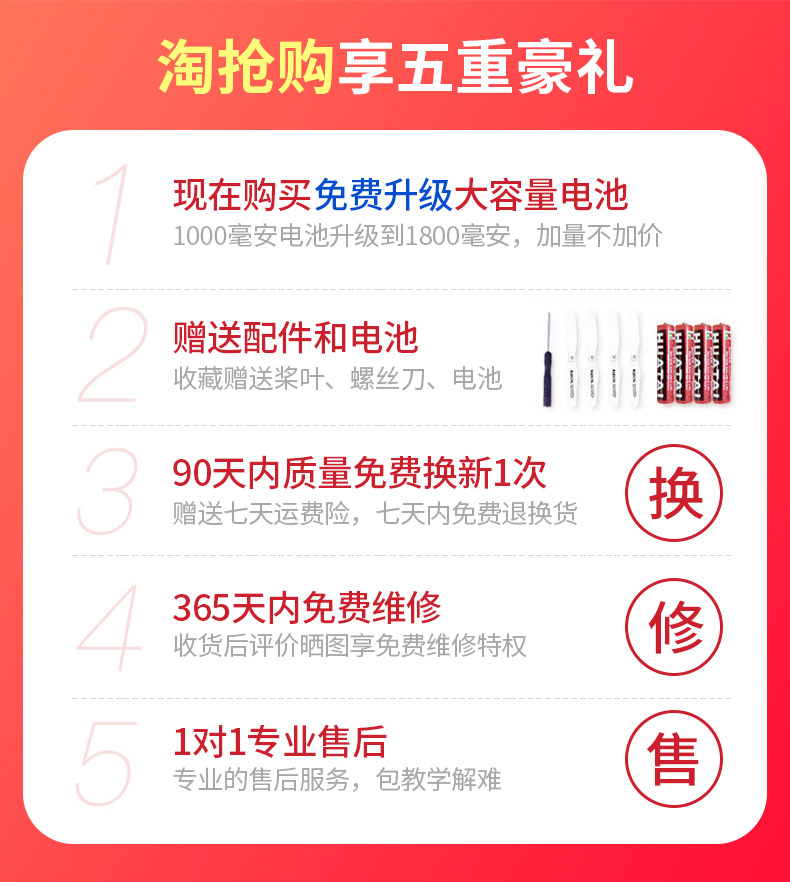 淘抢购享五重豪礼
1
现在购买免费升级大容量电池
1000毫安电池升级到1800毫安，加量不加价
2
赠送配件和电池
收藏赠送桨叶、螺丝刀、电池
HUATAI HUATAI HUATAI HUATAI
3
90天内质量免费换新1次
赠送七天运费险，七天内免费退换货
换
4
365天内免费维修
收货后评价晒图享免费维修特权
修
5
1对1专业售后
专业的售后服务，包教学解难
售